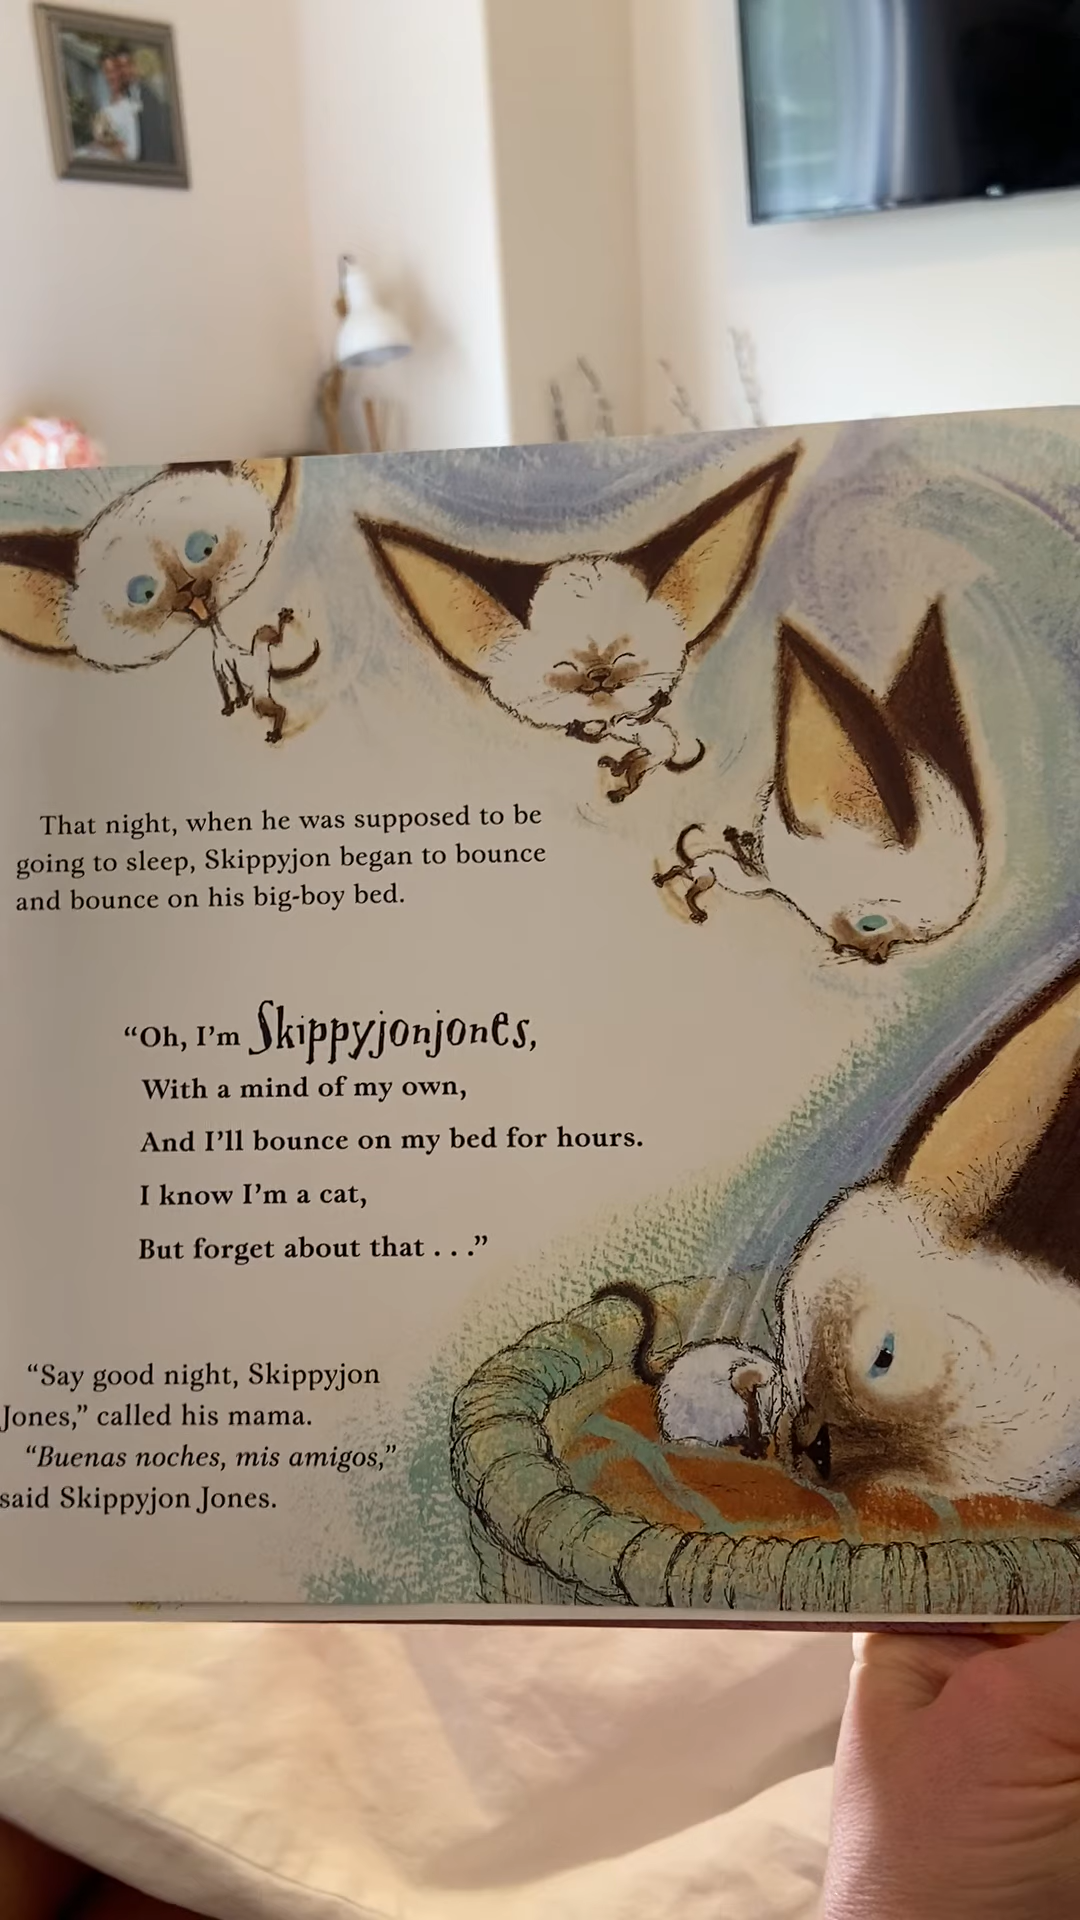 That night, when he was supposed to be
going to sleep, Skippyjon began to bounce
and bounce on his big-boy bed.
“Oh, I’m Skippyjonjones,
With a mind of my own,
And I’ll bounce on my bed for hours.
I know I’m a cat,
But forget about that . . .”
“Say good night, Skippyjon
Jones,” called his mama.
“Buenas noches, mis amigos,”
said Skippyjon Jones.